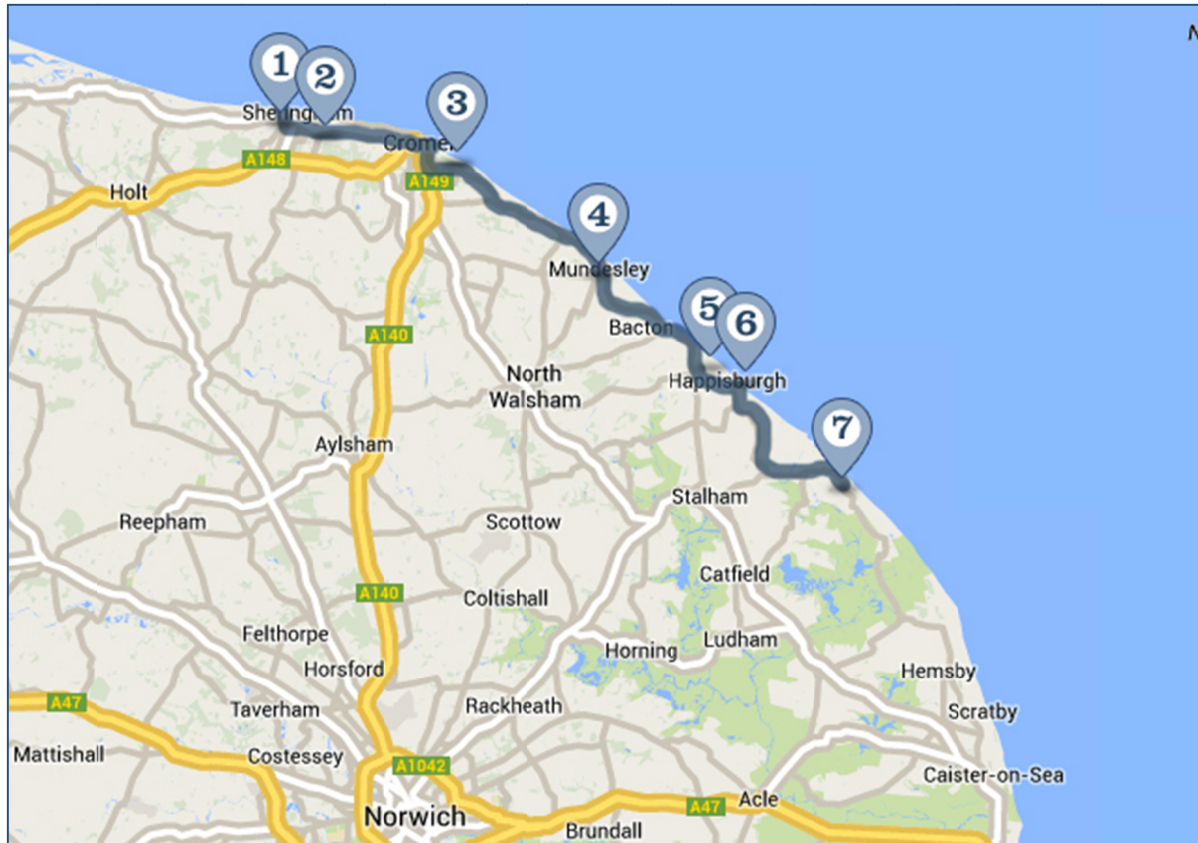 N
1
2
Sheringham
3
Cromer
A148
A149
Holt
4
Mundesley
5
6
Bacton
A140
Happisburgh
North
Walsham
7
Aylsham
Stalham
Reepham
Scottow
Catfield
A140
Coltishall
Felthorpe
Ludham
Horning
Horsford
Hemsby
A47
Taverham
Rackheath
Scratby
Mattishall
Costessey
A1042
Caister-on-Sea
Norwich
A47
Acle
Brundall